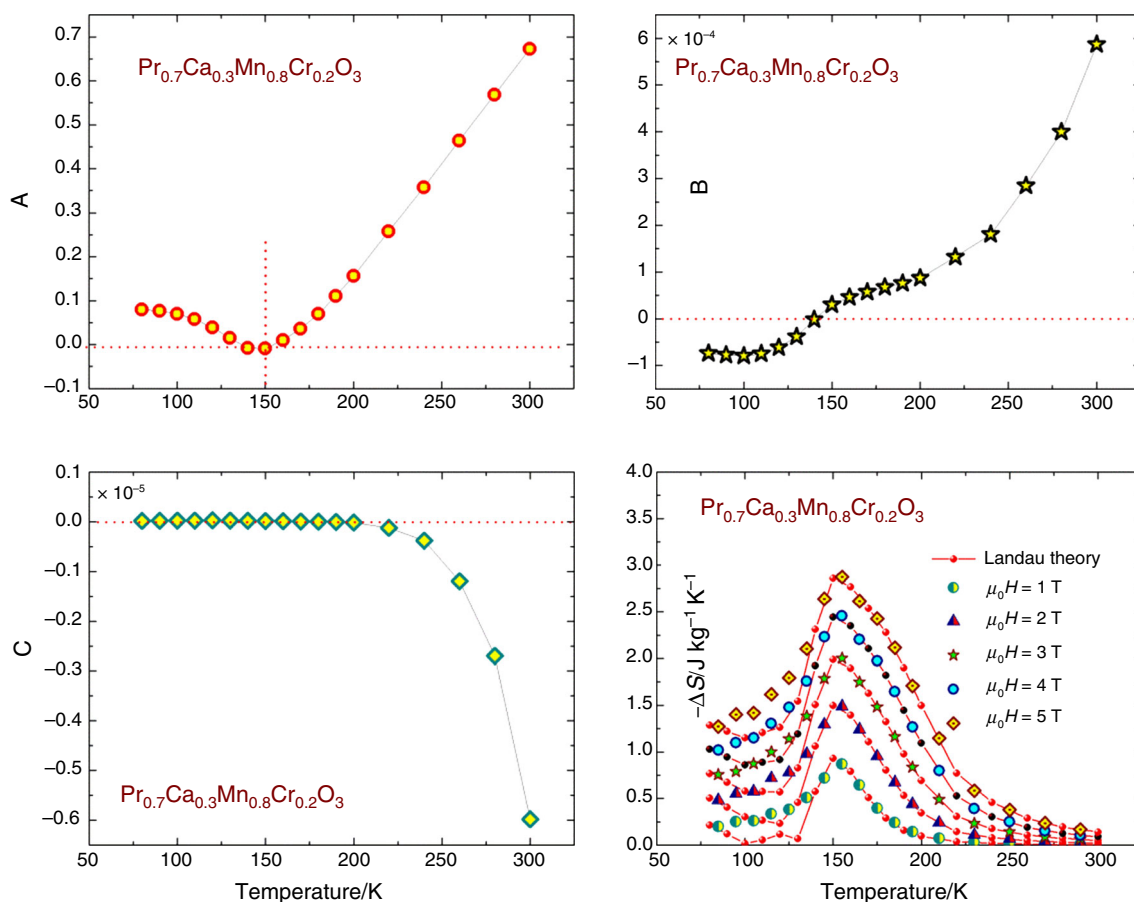 0.7
0.6
0.5
0.4
0.3
0.2
0.1
0.0
−0.1
A
Pr₀.₇Ca₀.₃Mn₀.₈Cr₀.₂O₃
50 100 150 200 250 300
× 10⁻⁴
6
5
4
3
2
1
0
−1
B
Pr₀.₇Ca₀.₃Mn₀.₈Cr₀.₂O₃
50 100 150 200 250 300
0.1
× 10⁻⁵
0.0
−0.1
−0.2
−0.3
−0.4
−0.5
−0.6
C
Pr₀.₇Ca₀.₃Mn₀.₈Cr₀.₂O₃
50 100 150 200 250 300
Temperature/K
4.0
3.5
3.0
2.5
2.0
1.5
1.0
0.5
0.0
-ΔS/J kg⁻¹ K⁻¹
Pr₀.₇Ca₀.₃Mn₀.₈Cr₀.₂O₃
Landau theory
μ₀H = 1 T
μ₀H = 2 T
μ₀H = 3 T
μ₀H = 4 T
μ₀H = 5 T
50 100 150 200 250 300
Temperature/K